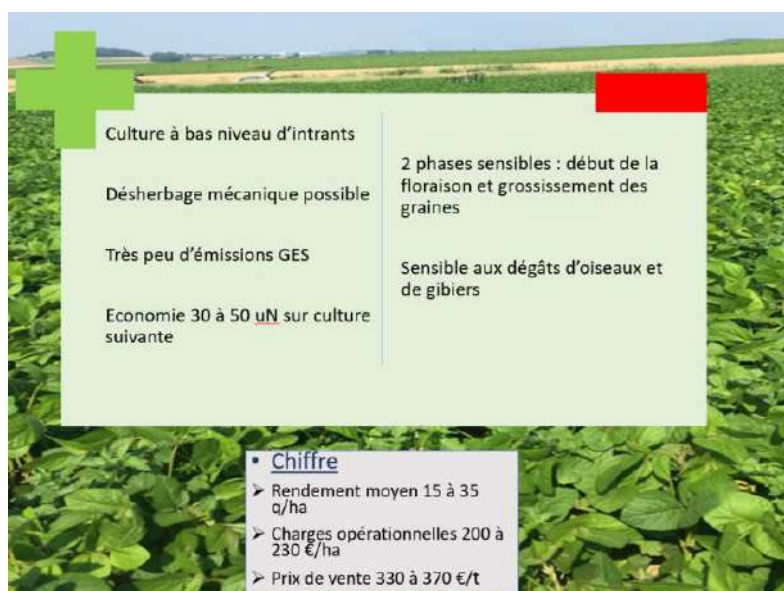 Culture à bas niveau d'intrants
Désherbage mécanique possible
Très peu d'émissions GES
Economie 30 à 50 uN sur culture
suivante
2 phases sensibles : début de la
floraison et grossissement des
graines
Sensible aux dégâts d'oiseaux et
de gibiers
• Chiffre
➤ Rendement moyen 15 à 35
q/ha
➤ Charges opérationnelles 200 à
230 €/ha
➤ Prix de vente 330 à 370 €/t